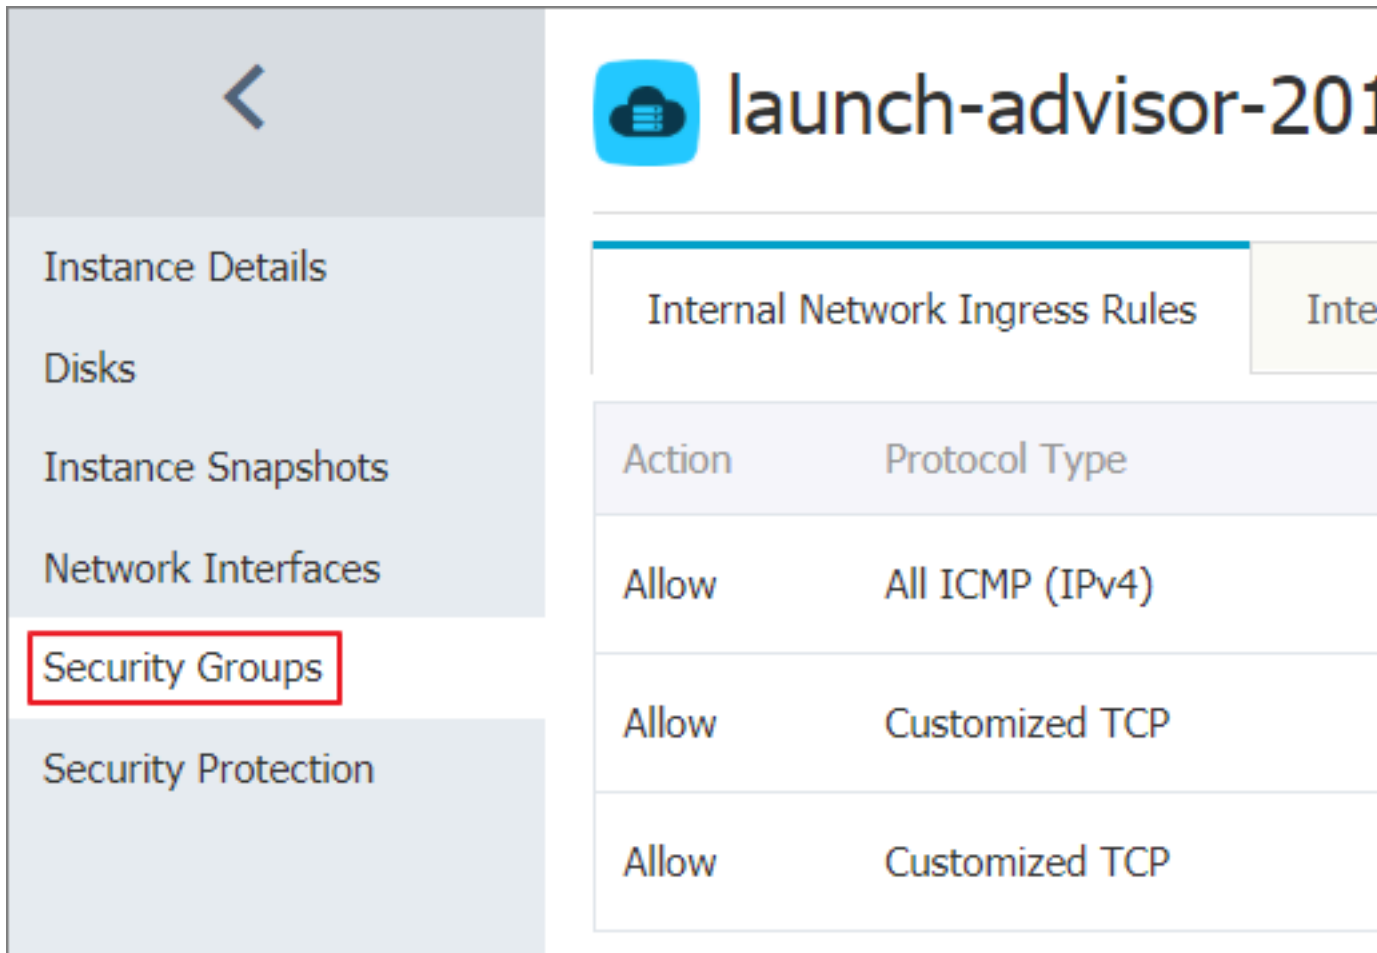 launch-advisor-201
Instance Details
Disks
Instance Snapshots
Network Interfaces
Security Groups
Security Protection
Internal Network Ingress Rules
Inte
Action Protocol Type
Allow All ICMP (IPv4)
Allow Customized TCP
Allow Customized TCP